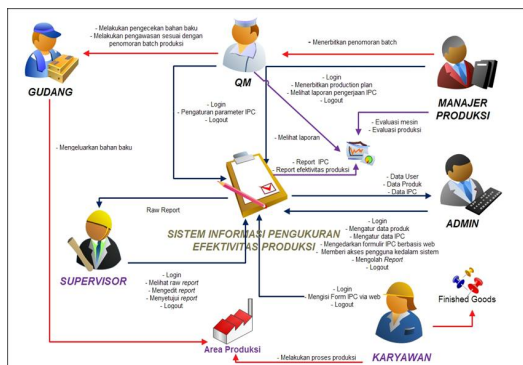 - Melakukan pengecekan bahan baku
- Melakukan pengawasan sesuai dengan
penomoran batch produksi
- Menerbitkan penomoran batch
GUDANG
QM
MANAJER
PRODUKSI
- Login
- Menerbitkan production plan
- Melihat laporan pengerjaan IPC
- Logout
- Login
- Pengaturan parameter IPC
- Logout
- Evaluasi mesin
- Evaluasi produksi
- Melihat laporan
- Mengeluarkan bahan baku
- Report IPC
- Report efektivitas produksi
- Data User
- Data Produk
- Data IPC
ADMIN
Raw Report
SISTEM INFORMASI PENGUKURAN
EFEKTIVITAS PRODUKSI
- Login
- Mengatur data produk
- Mengatur data IPC
- Mengedarkan formulir IPC berbasis web
- Memberi akses pengguna kedalam sistem
- Mengolah Report
- Logout
SUPERVISOR
- Login
- Melihat raw report
- Mengedit report
- Menyetujui report
- Logout
- Login
- Mengisi Form IPC via web
- Logout
Finished Goods
Area Produksi
- Melakukan proses produksi
KARYAWAN